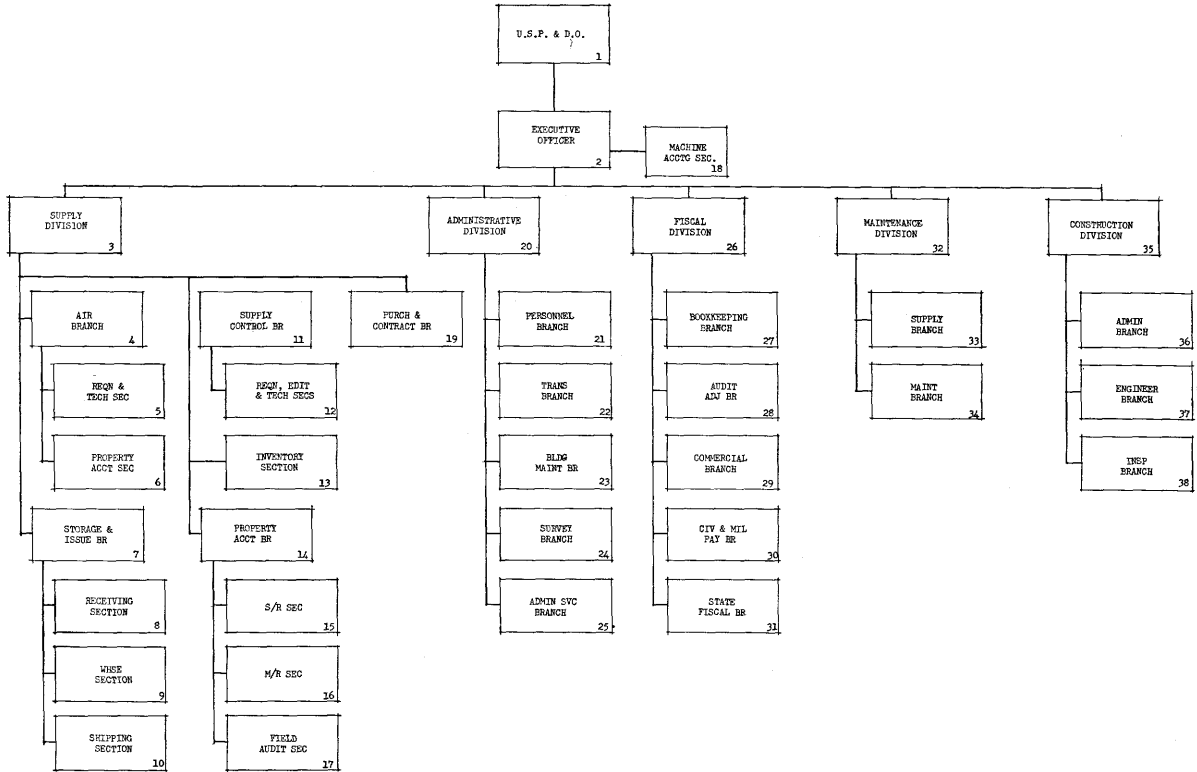 U.S.P. & D.O.
1
EXECUTIVE
OFFICER
2
MACHINE
ACCTG SEC.
18
SUPPLY
DIVISION
3
ADMINISTRATIVE
DIVISION
20
FISCAL
DIVISION
26
MAINTENANCE
DIVISION
32
CONSTRUCTION
DIVISION
35
AIR
BRANCH
4
SUPPLY
CONTROL BR
11
PURCH &
CONTRACT BR
19
PERSONNEL
BRANCH
21
BOOKKEEPING
BRANCH
27
SUPPLY
BRANCH
33
ADMIN
BRANCH
36
REQN &
TECH SEC
5
REQN, EDIT
& TECH SECS
12
TRANS
BRANCH
22
AUDIT
ADJ BR
28
MAINT
BRANCH
34
ENGINEER
BRANCH
37
PROPERTY
ACCT SEC
6
INVENTORY
SECTION
13
BLDG
MAINT BR
23
COMMERCIAL
BRANCH
29
INSP
BRANCH
38
STORAGE &
ISSUE BR
7
PROPERTY
ACCT BR
14
SURVEY
BRANCH
24
CIV & MIL
PAY BR
30
RECEIVING
SECTION
8
S/R SEC
15
ADMIN SVC
BRANCH
25
STATE
FISCAL BR
31
WHSE
SECTION
9
M/R SEC
16
SHIPPING
SECTION
10
FIELD
AUDIT SEC
17